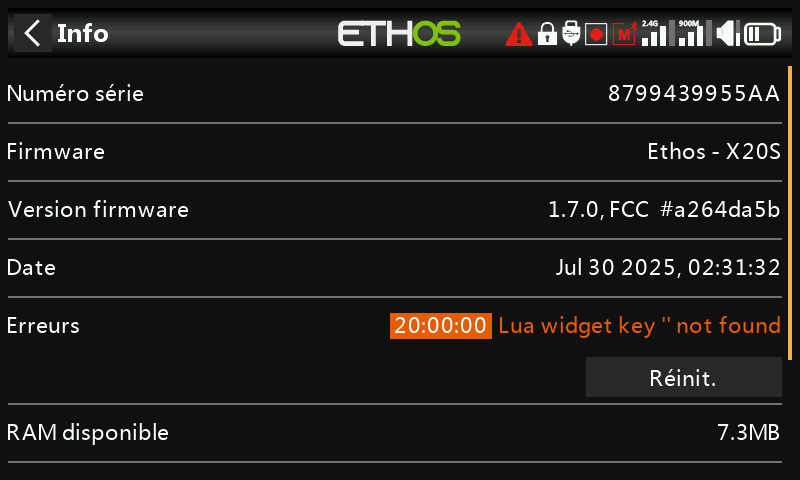 Info
ETHOS
M
2.4G
900M
Numéro série 8799439955AA
Firmware Ethos - X20S
Version firmware 1.7.0, FCC #a264da5b
Date Jul 30 2025, 02:31:32
Erreurs 20:00:00 Lua widget key '' not found
Réinit.
RAM disponible 7.3MB